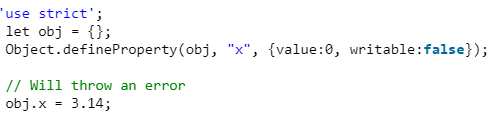 'use strict';
let obj = {};
Object.defineProperty(obj, "x", {value:0, writable:false});
// Will throw an error
obj.x = 3.14;